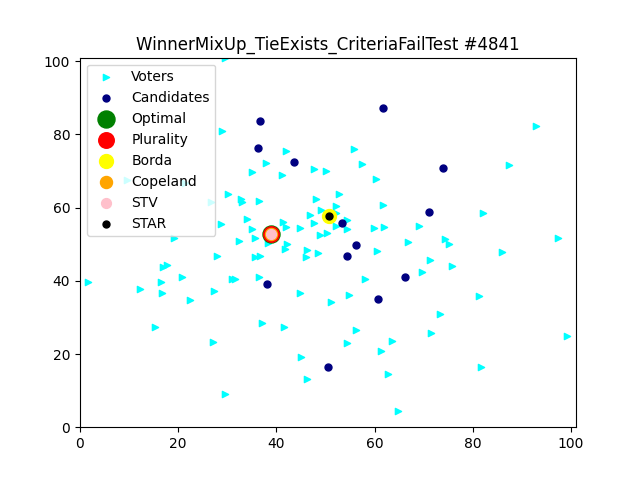 WinnerMixUp_TieExists_CriteriaFailTest #4841
100
80
60
40
20
0
Voters
Candidates
Optimal
Plurality
Borda
Copeland
STV
STAR
0 20 40 60 80 100